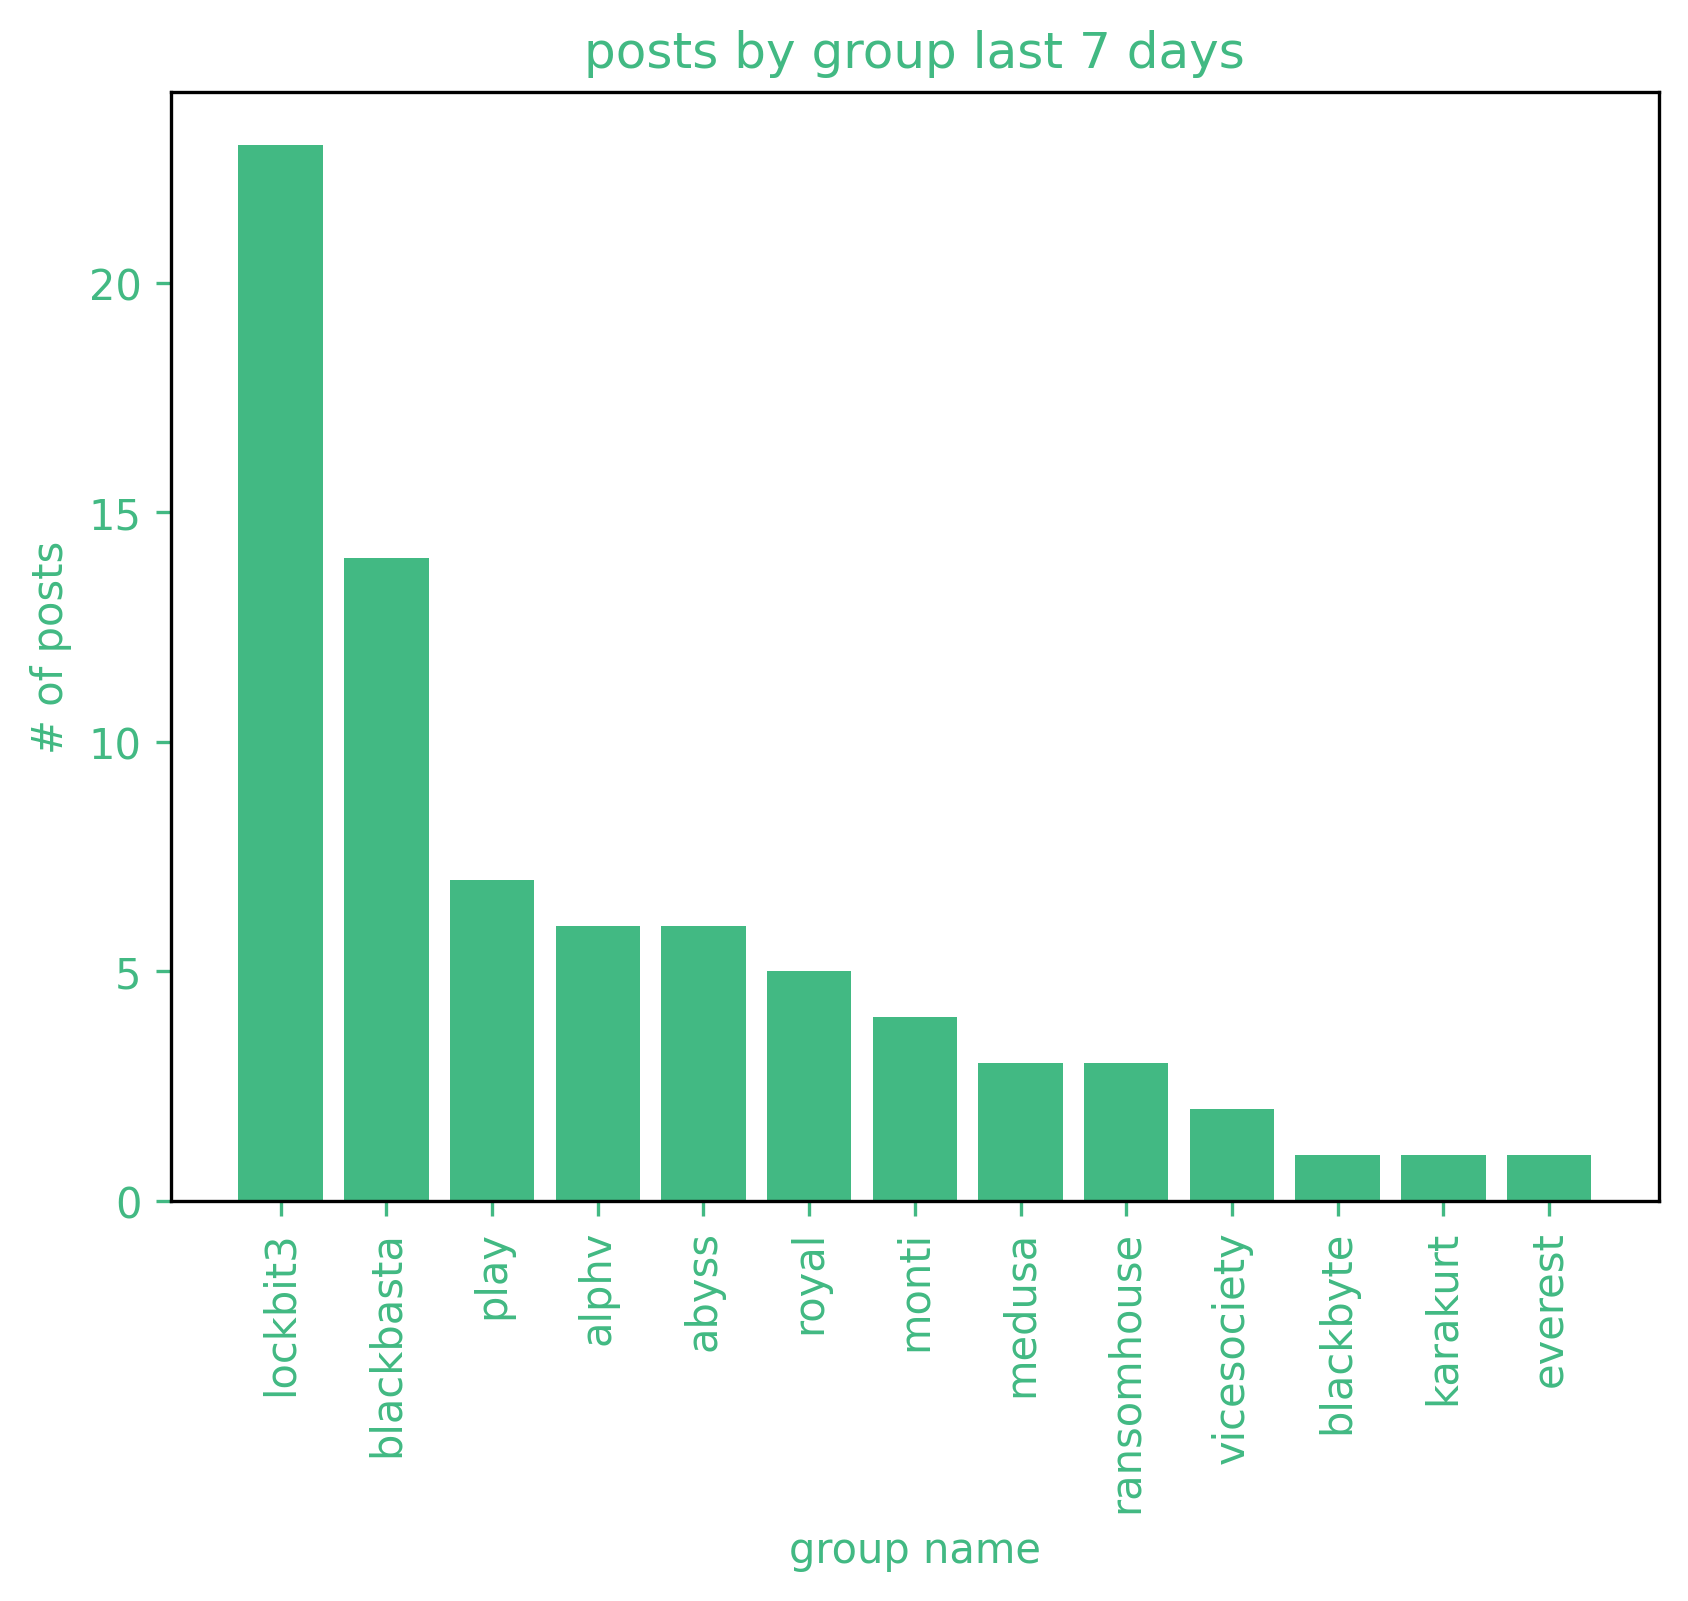 posts by group last 7 days
# of posts
20
15
10
5
0
lockbit3
blackbasta
play
alphv
abyss
royal
monti
medusa
ransomhouse
vicesociety
blackbyte
karakurt
everest
group name